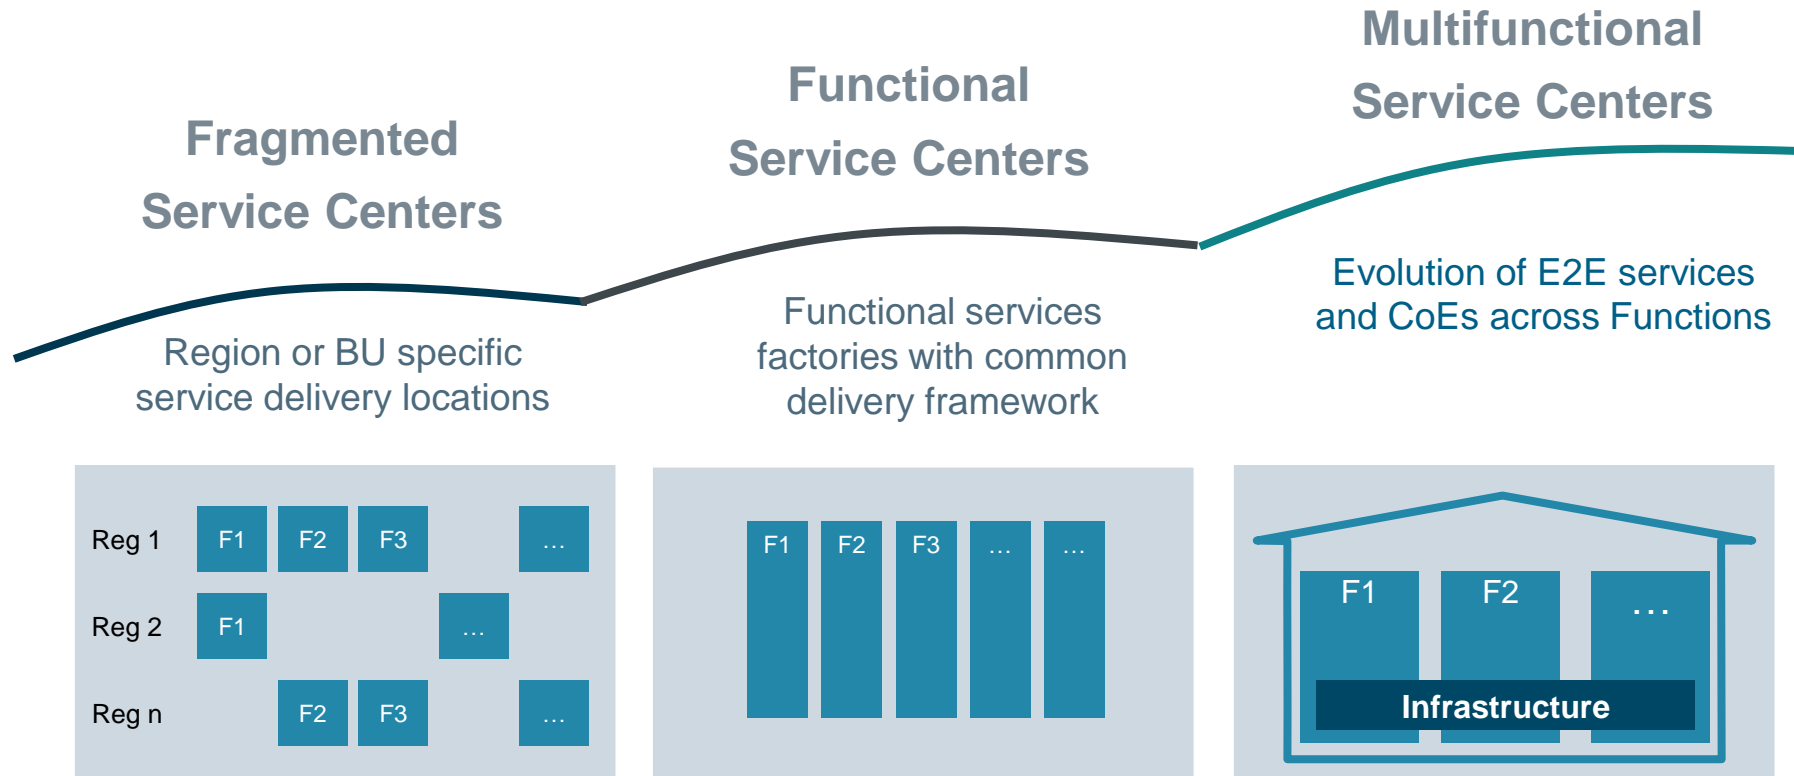 Fragmented
Service Centers
Functional
Service Centers
Multifunctional
Service Centers
Region or BU specific
service delivery locations
Functional services
factories with common
delivery framework
Evolution of E2E services
and CoEs across Functions
Reg 1 F1 F2 F3 …
Reg 2 F1 …
Reg n F2 F3 …
F1 F2 F3 … …
F1 F2 …
Infrastructure